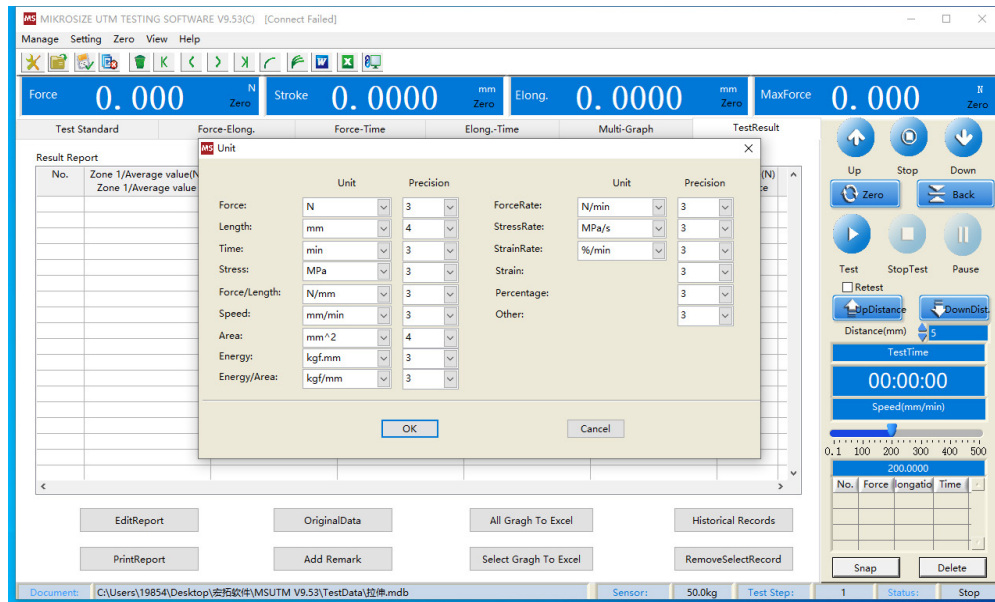 MS MIKROSIZE UTM TESTING SOFTWARE V9.53(C) [Connect Failed]
Manage Setting Zero View Help
Force 0.000 N Zero Stroke 0.0000 mm Zero Elong. 0.0000 mm Zero MaxForce 0.000 N Zero
Test Standard Force-Elong. Force-Time Elong.-Time Multi-Graph TestResult
Result Report
No. Zone 1/Average value(N
Zone 1/Average value
(N)
MS Unit
Unit Precision Unit Precision
Force: N 3 ForceRate: N/min 3
Length: mm 4 StressRate: MPa/s 3
Time: min 3 StrainRate: %/min 3
Stress: MPa 3 Strain: 3
Force/Length: N/mm 3 Percentage: 3
Speed: mm/min 3 Other: 3
Area: mm^2 4
Energy: kgf.mm 3
Energy/Area: kgf/mm 3
OK Cancel
EditReport OriginalData All Gragh To Excel Historical Records
PrintReport Add Remark Select Gragh To Excel RemoveSelectRecord
Up Stop Down
Zero Back
Test StopTest Pause
Retest
UpDistance DownDist.
Distance(mm) 5
TestTime
00:00:00
Speed(mm/min)
0.1 100 200 300 400 500
200.0000
No. Force longatio Time
Snap Delete
Document: C:\Users\19854\Desktop\宏拓软件\MSUTM V9.53\TestData\拉伸.mdb Sensor: 50.0kg Test Step: 1 Status: Stop